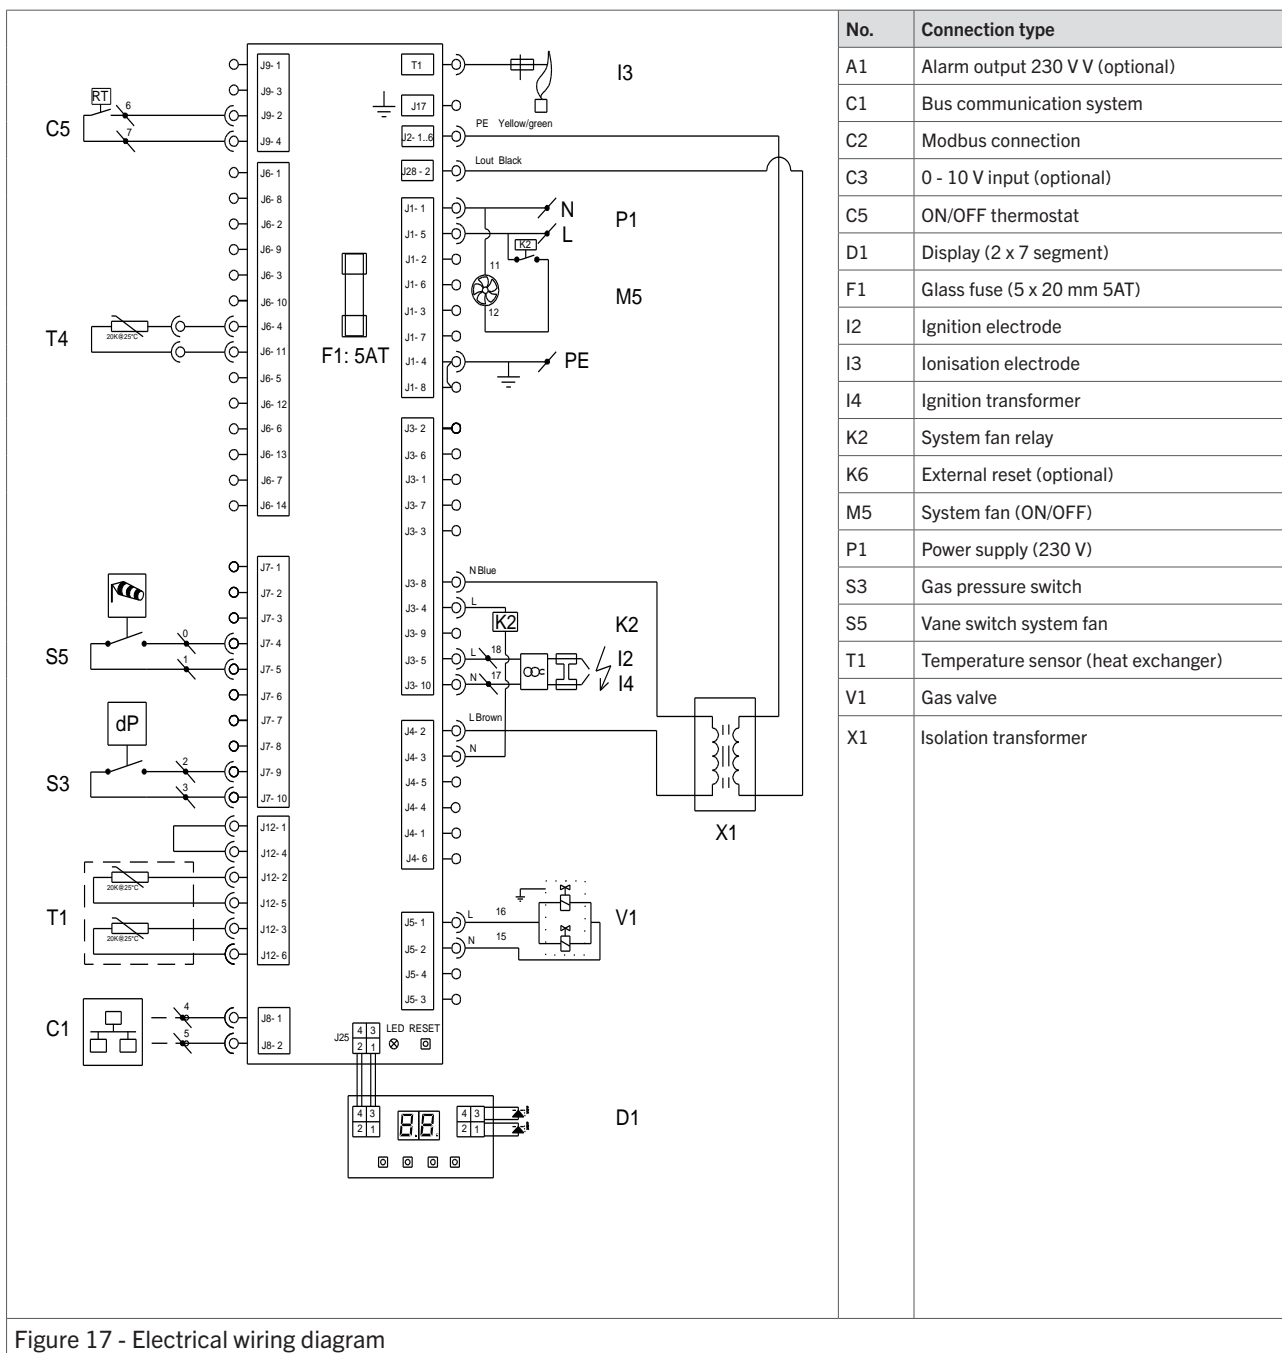 No. Connection type
A1 Alarm output 230 V V (optional)
C1 Bus communication system
C2 Modbus connection
C3 0 - 10 V input (optional)
C5 ON/OFF thermostat
D1 Display (2 x 7 segment)
F1 Glass fuse (5 x 20 mm 5AT)
I2 Ignition electrode
I3 Ionisation electrode
I4 Ignition transformer
K2 System fan relay
K6 External reset (optional)
M5 System fan (ON/OFF)
P1 Power supply (230 V)
S3 Gas pressure switch
S5 Vane switch system fan
T1 Temperature sensor (heat exchanger)
V1 Gas valve
X1 Isolation transformer
C5
RT
6
7
J9- 1
J9- 3
J9- 2
J9- 4
J6- 1
J6- 8
J6- 2
J6- 9
J6- 3
J6- 10
J6- 4
J6- 11
J6- 5
J6- 12
J6- 6
J6- 13
J6- 7
J6- 14
T4
20K@25°C
S5
0
1
J7- 1
J7- 2
J7- 3
J7- 4
J7- 5
J7- 6
J7- 7
J7- 8
J7- 9
J7- 10
S3
dP
2
3
J12- 1
J12- 4
J12- 2
J12- 5
J12- 3
J12- 6
T1
20K@25°C
20K@25°C
C1
4
5
J8- 1
J8- 2
F1: 5AT
T1
J17
J2- 1..6
J28 - 2
I3
PE Yellow/green
Lout Black
J1- 1
J1- 5
J1- 2
J1- 6
J1- 3
J1- 7
J1- 4
J1- 8
N
L
P1
K2
11
12
M5
PE
J3- 2
J3- 6
J3- 1
J3- 7
J3- 3
J3- 8
J3- 4
J3- 9
J3- 5
J3- 10
N Blue
L
K2
K2
L 18
N 17
I2
I4
J4- 2
J4- 3
J4- 5
J4- 4
J4- 1
J4- 6
L Brown
N
X1
J5- 1
J5- 2
J5- 4
J5- 3
L 16
N 15
V1
J25
4 3
2 1
LED RESET
4 3
2 1
8.8.
4 3
2 1
D1
Figure 17 - Electrical wiring diagram